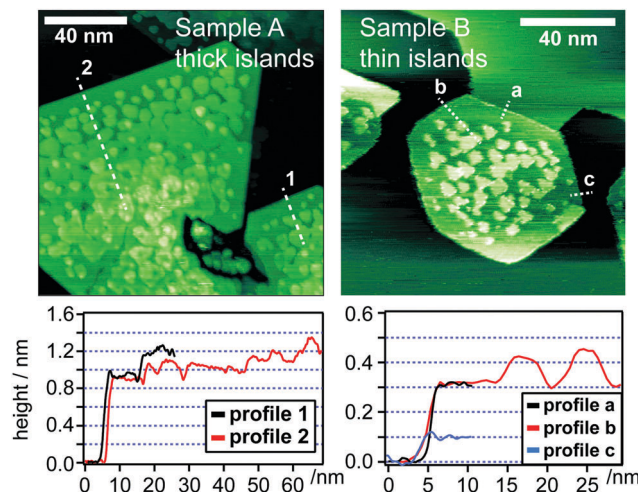 40 nm
Sample A
thick islands
2
1
Sample B
thin islands
40 nm
a
b
c
height / nm
1.6
1.2
0.8
0.4
0.0
0 10 20 30 40 50 60 /nm
profile 1
profile 2
0.6
0.4
0.2
0.0
0 5 10 15 20 25 /nm
profile a
profile b
profile c